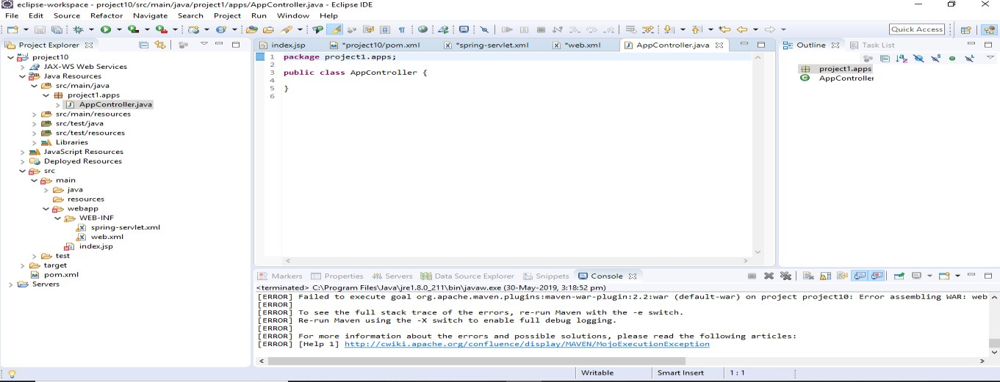 eclipse-workspace - project10/src/main/java/project1/apps/AppController.java - Eclipse IDE
File Edit Source Refactor Navigate Search Project Run Window Help
Quick Access
Project Explorer
project10
JAX-WS Web Services
Java Resources
src/main/java
project1.apps
AppController.java
src/main/resources
src/test/java
src/test/resources
Libraries
JavaScript Resources
Deployed Resources
src
main
java
resources
webapp
WEB-INF
spring-servlet.xml
web.xml
index.jsp
test
target
pom.xml
Servers
index.jsp *project10/pom.xml *spring-servlet.xml *web.xml AppController.java
1 package project1.apps;
2
3 public class AppController {
4
5 }
6
Outline Task List
project1.apps
AppController
Markers Properties Servers Data Source Explorer Snippets Console
<terminated> C:\Program Files\Java\jre1.8.0_211\bin\javaw.exe (30-May-2019, 3:18:52 pm)
[ERROR] Failed to execute goal org.apache.maven.plugins:maven-war-plugin:2.2:war (default-war) on project project10: Error assembling WAR: web
[ERROR]
[ERROR] To see the full stack trace of the errors, re-run Maven with the -e switch.
[ERROR] Re-run Maven using the -X switch to enable full debug logging.
[ERROR]
[ERROR] For more information about the errors and possible solutions, please read the following articles:
[ERROR] [Help 1] http://cwiki.apache.org/confluence/display/MAVEN/MojoExecutionException
Writable Smart Insert 1 : 1